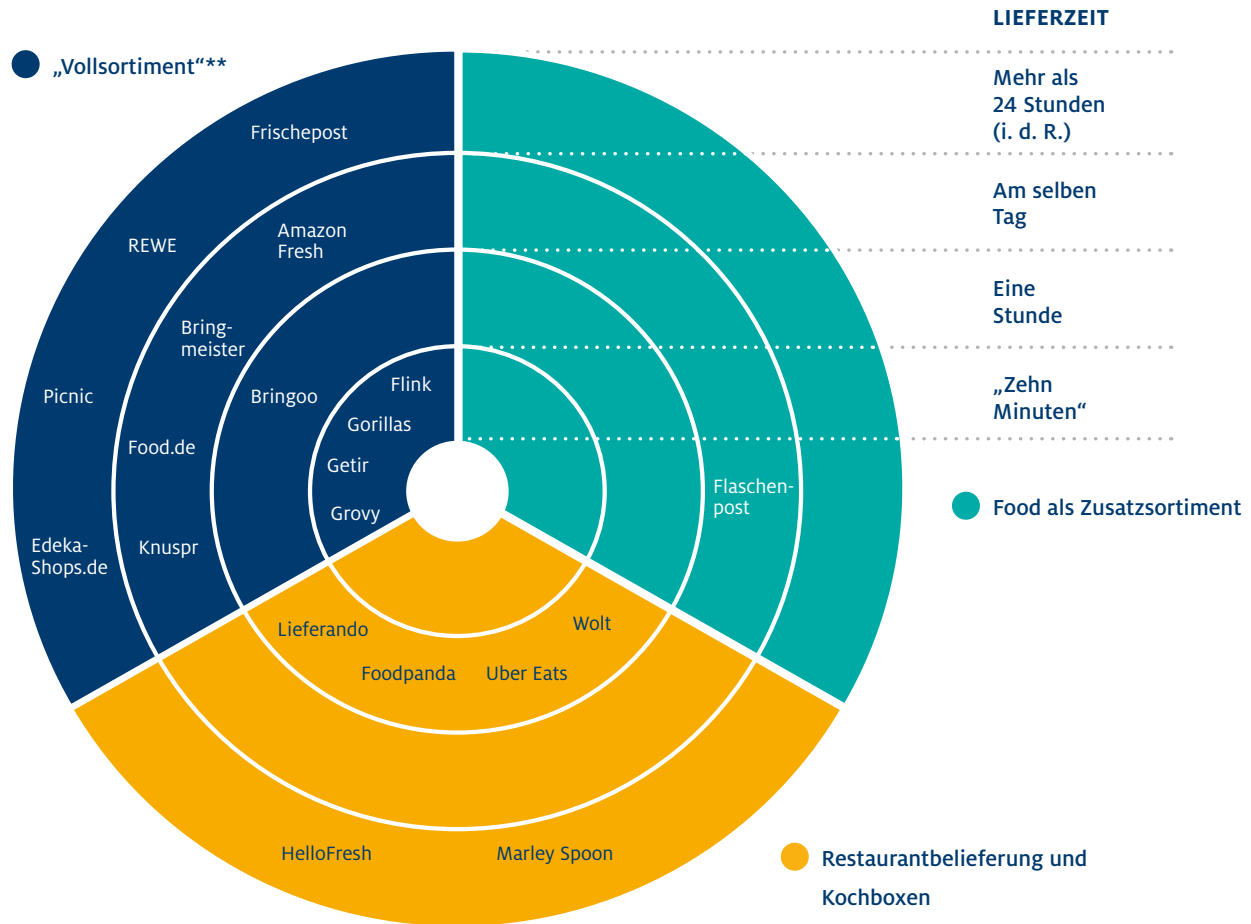 LIEFERZEIT
„Vollsortiment“**
Mehr als
24 Stunden
(i. d. R.)
Am selben
Tag
Eine
Stunde
„Zehn
Minuten“
Frischepost
REWE
Amazon
Fresh
Bring-
meister
Picnic
Bringoo
Flink
Gorillas
Food.de
Getir
Grovy
Edeka-
Shops.de
Knuspr
Flaschen-
post
Food als Zusatzsortiment
Lieferando
Wolt
Foodpanda
Uber Eats
HelloFresh
Marley Spoon
Restaurantbelieferung und
Kochboxen